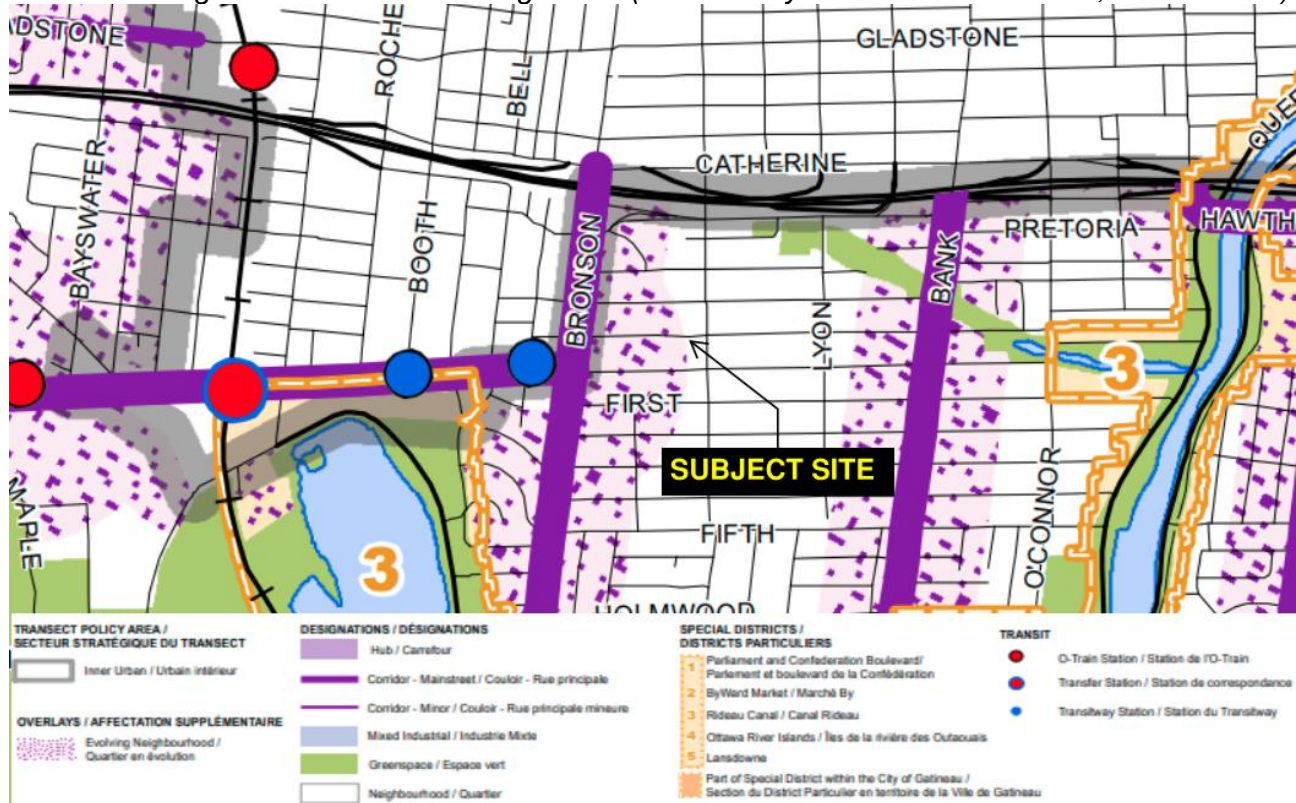 ADSTONE
GLADSTONE
ROCHE
BELL
QUEE
CATHERINE
BAYSWATER
BOOTH
BRONSON
BANK
PRETORIA
HAWTH
LYON
FIRST
3
SUBJECT SITE
MAPLE
O'CONNOR
FIFTH
3
HOLMWOOD
TRANSECT POLICY AREA /
SECTEUR STRATÉGIQUE DU TRANSECT
Inner Urban / Urbain intérieur
OVERLAYS / AFFECTATION SUPPLÉMENTAIRE
Evolving Neighbourhood /
Quartier en évolution
DESIGNATIONS / DÉSIGNATIONS
Hub / Carrefour
Corridor - Mainstreet / Couloir - Rue principale
Corridor - Minor / Couloir - Rue principale mineure
Mixed Industrial / Industrie Mixte
Greenspace / Espace vert
Neighbourhood / Quartier
SPECIAL DISTRICTS /
DISTRICTS PARTICULIERS
1 Parliament and Confederation Boulevard/
Parlement et boulevard de la Confédération
2 ByWard Market / Marché By
3 Rideau Canal / Canal Rideau
4 Ottawa River Islands / Îles de la rivière des Outaouais
5 Lansdowne
Part of Special District within the City of Gatineau /
Section du District Particulier en territoire de la Ville de Gatineau
TRANSIT
O-Train Station / Station de l'O-Train
Transfer Station / Station de correspondance
Transitway Station / Station du Transitway